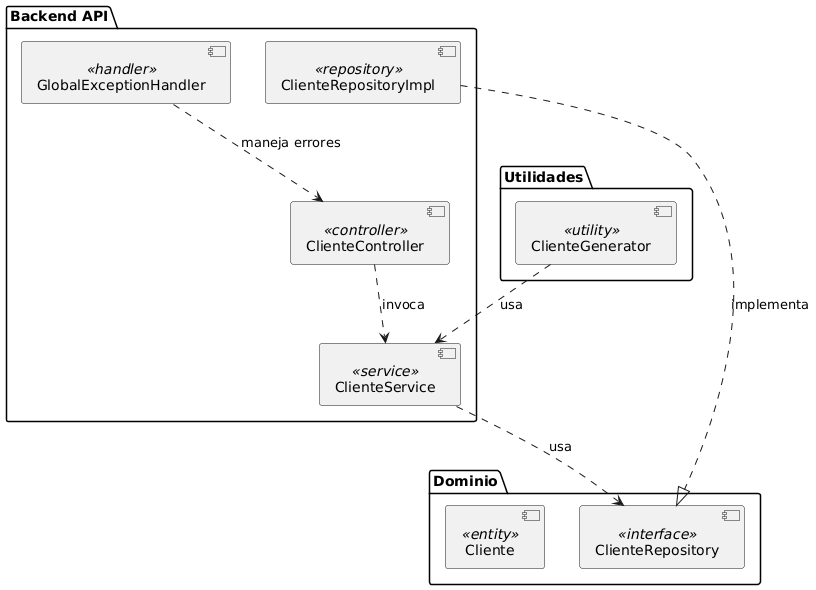 Backend API
«handler»
GlobalExceptionHandler
«repository»
ClienteRepositoryImpl
maneja errores
Utilidades
«utility»
ClienteGenerator
«controller»
ClienteController
invoca
usa
implementa
«service»
ClienteService
usa
Dominio
«entity»
Cliente
«interface»
ClienteRepository